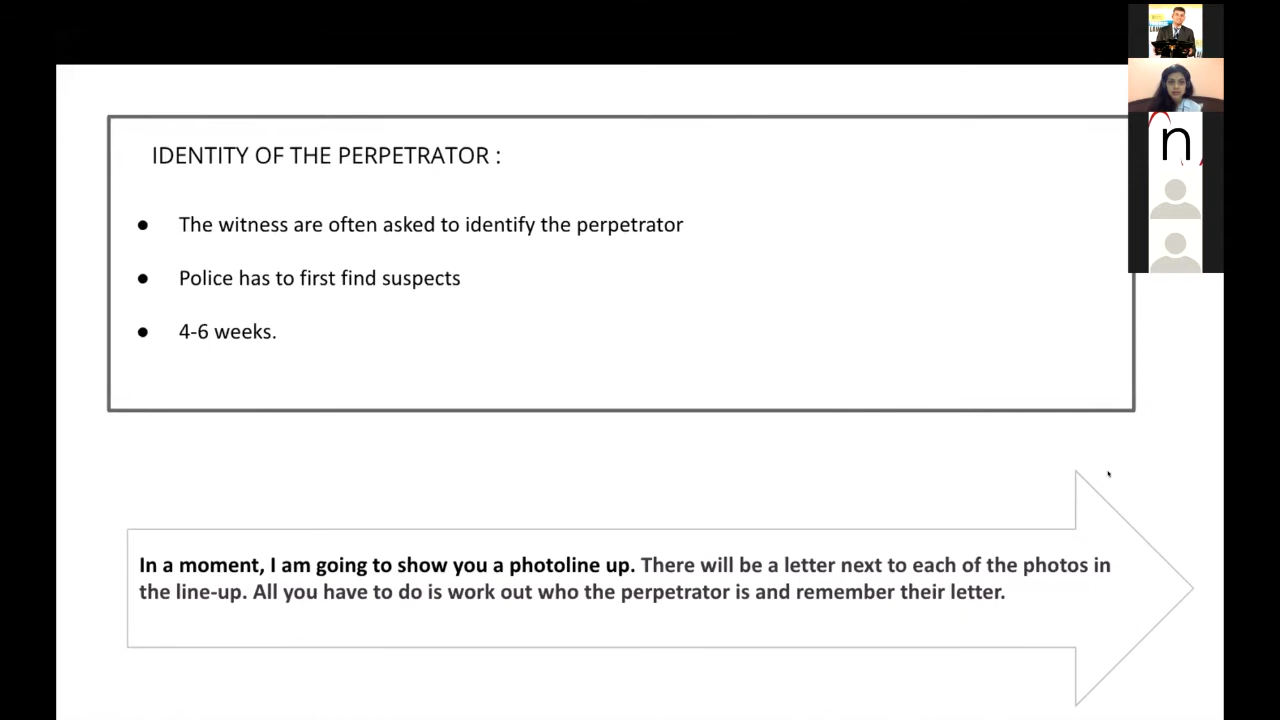 IDENTITY OF THE PERPETRATOR :
● The witness are often asked to identify the perpetrator
● Police has to first find suspects
● 4-6 weeks.
In a moment, I am going to show you a photoline up. There will be a letter next to each of the photos in
the line-up. All you have to do is work out who the perpetrator is and remember their letter.
n